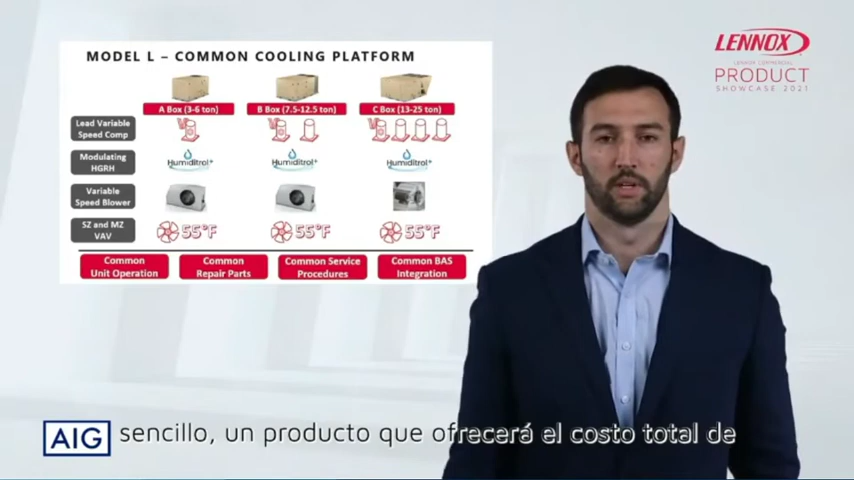 LENNOX
LENNOX COMMERCIAL
PRODUCT
SHOWCASE 2021
MODEL L – COMMON COOLING PLATFORM
A Box (3-6 ton)
B Box (7.5-12.5 ton)
C Box (13-25 ton)
Lead Variable
Speed Comp
Modulating
HGRH
Humiditrol+
Humiditrol+
Humiditrol+
Variable
Speed Blower
SZ and MZ
VAV
55°F
55°F
55°F
Common
Unit Operation
Common
Repair Parts
Common Service
Procedures
Common BAS
Integration
AIG
sencillo, un producto que ofrecerá el costo total de